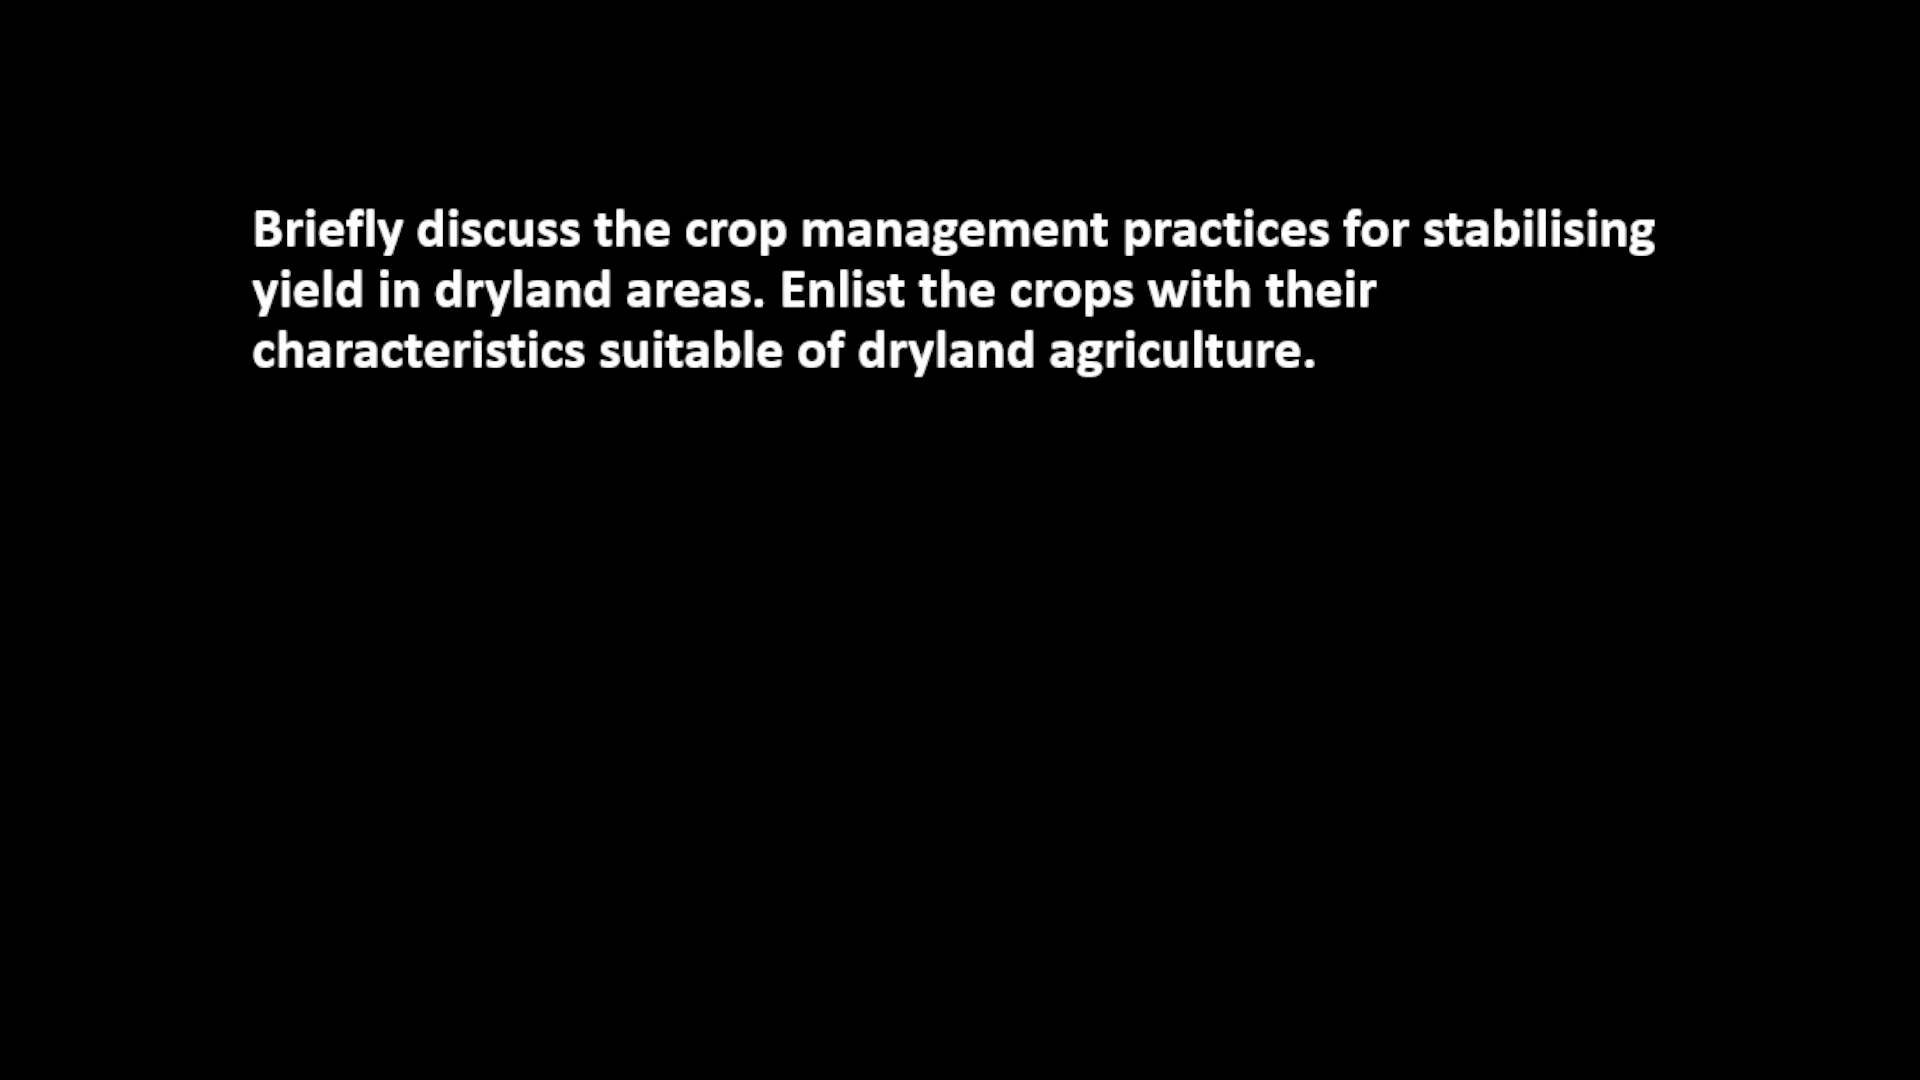 Briefly discuss the crop management practices for stabilising
yield in dryland areas. Enlist the crops with their
characteristics suitable of dryland agriculture.